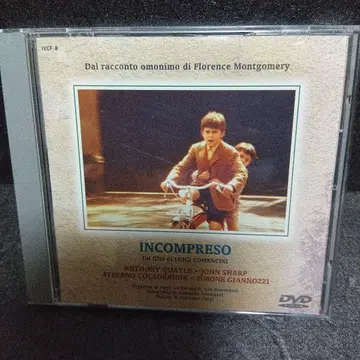 IVCF-8
Dal racconto omonimo di Florence Montgomery
INCOMPRESO
UN FILM DI LUIGI COMENCINI
ANTHONY QUAYLE • JOHN SHARP
STEFANO COLAGRANDE • SIMONE GIANNOZZI
DVD